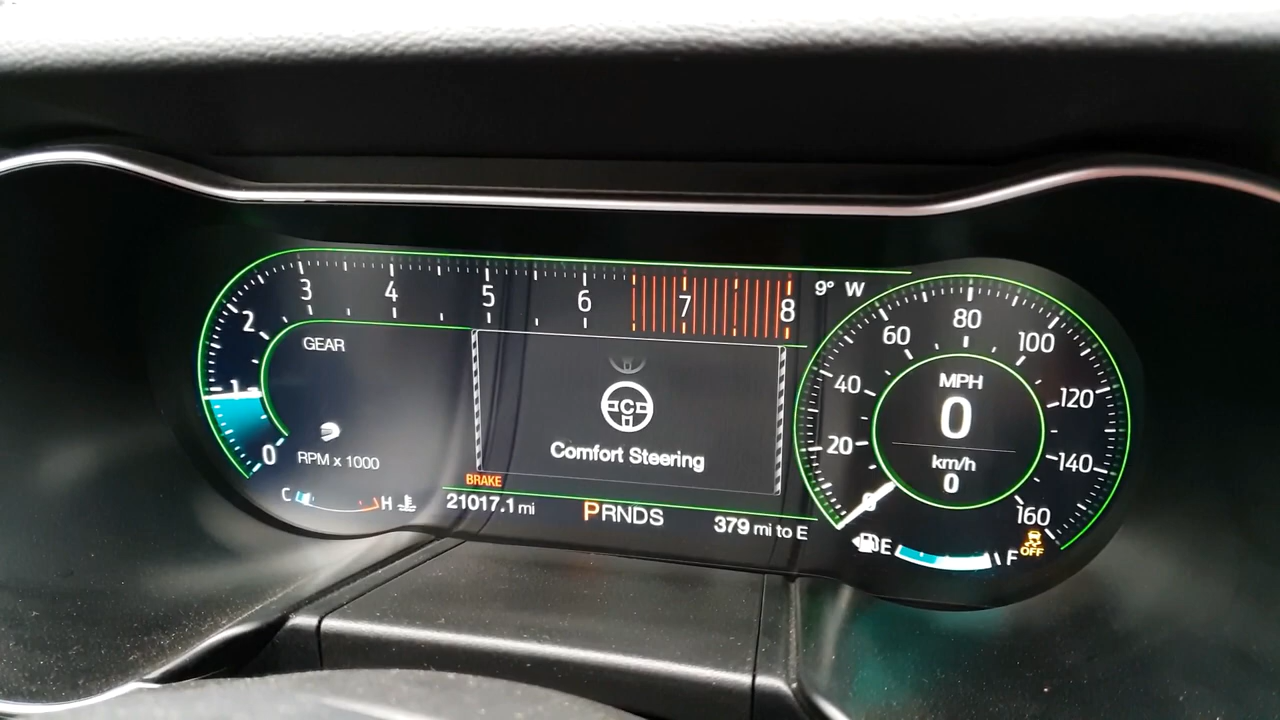 3 4 5 6 7 8
9° W
2
1
0
GEAR
RPM x 1000
C H
C
Comfort Steering
BRAKE
21017.1 mi
PRNDS
379 mi to E
0 20 40 60 80 100 120 140 160
MPH
0
km/h
0
E F
OFF